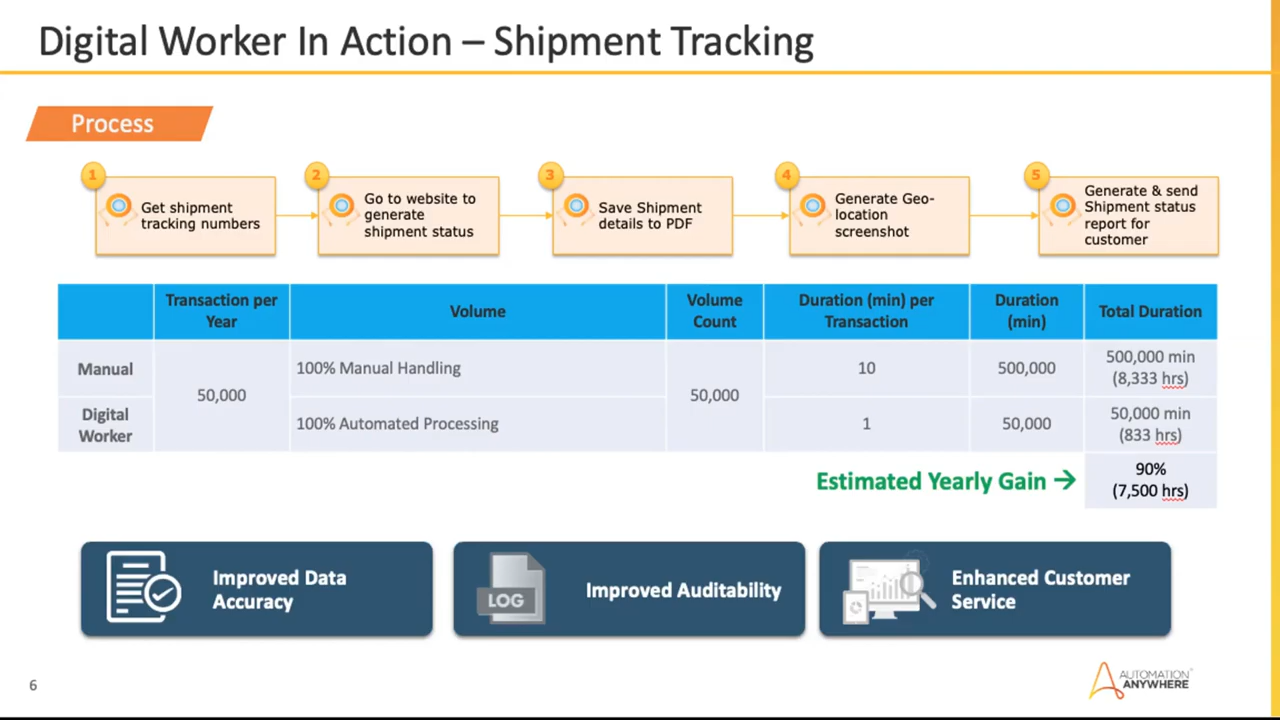 Digital Worker In Action – Shipment Tracking
Process
1
Get shipment
tracking numbers
2
Go to website to
generate
shipment status
3
Save Shipment
details to PDF
4
Generate Geo-
location
screenshot
5
Generate & send
Shipment status
report for
customer
Transaction per
Year
Volume
Volume
Count
Duration (min) per
Transaction
Duration
(min)
Total Duration
Manual
50,000
100% Manual Handling
50,000
10
500,000
500,000 min
(8,333 hrs)
Digital
Worker
100% Automated Processing
1
50,000
50,000 min
(833 hrs)
Estimated Yearly Gain →
90%
(7,500 hrs)
Improved Data
Accuracy
LOG
Improved Auditability
Enhanced Customer
Service
6
AUTOMATION
ANYWHERE